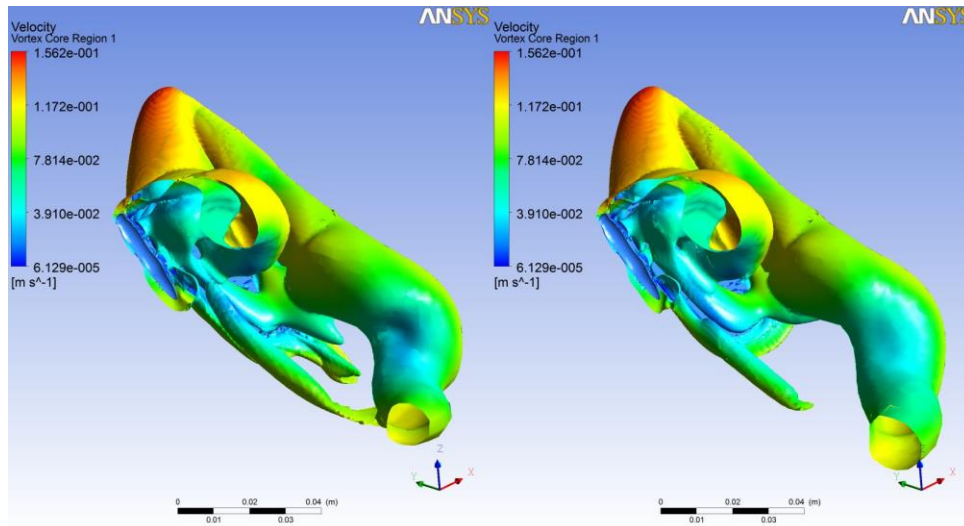 ANSYS
Velocity
Vortex Core Region 1
1.562e-001
1.172e-001
7.814e-002
3.910e-002
6.129e-005
[m s^-1]
Z
Y
X
0 0.02 0.04 (m)
0.01 0.03
ANSYS
Velocity
Vortex Core Region 1
1.562e-001
1.172e-001
7.814e-002
3.910e-002
6.129e-005
[m s^-1]
Z
Y
X
0 0.02 0.04 (m)
0.01 0.03